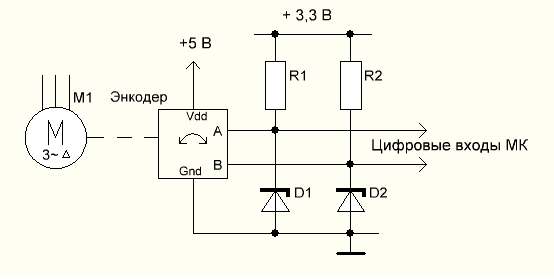 + 3,3 В
+5 В
R1
R2
M1
Энкодер
Vdd
A
M
3~ △
Цифровые входы МК
B
Gnd
D1
D2